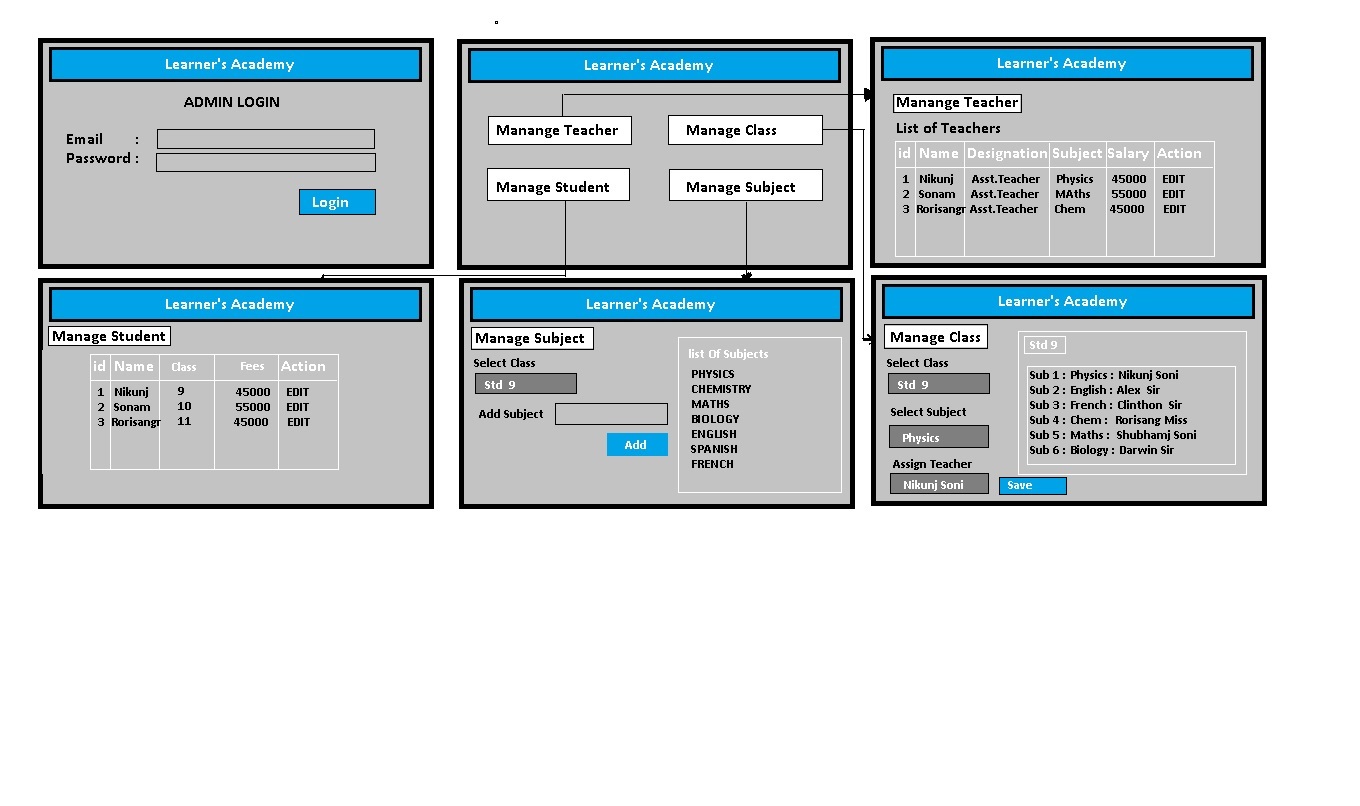 Learner's Academy
ADMIN LOGIN
Email :
Password :
Login
Learner's Academy
Manange Teacher
Manage Class
Manage Student
Manage Subject
Learner's Academy
Manange Teacher
List of Teachers
id Name Designation Subject Salary Action
1 Nikunj Asst.Teacher Physics 45000 EDIT
2 Sonam Asst.Teacher MAths 55000 EDIT
3 Rorisangr Asst.Teacher Chem 45000 EDIT
Learner's Academy
Manage Student
id Name Class Fees Action
1 Nikunj 9 45000 EDIT
2 Sonam 10 55000 EDIT
3 Rorisangr 11 45000 EDIT
Learner's Academy
Manage Subject
Select Class
Std 9
Add Subject
Add
list Of Subjects
PHYSICS
CHEMISTRY
MATHS
BIOLOGY
ENGLISH
SPANISH
FRENCH
Learner's Academy
Manage Class
Select Class
Std 9
Select Subject
Physics
Assign Teacher
Nikunj Soni
Save
Std 9
Sub 1 : Physics : Nikunj Soni
Sub 2 : English : Alex Sir
Sub 3 : French : Clinthon Sir
Sub 4 : Chem : Rorisang Miss
Sub 5 : Maths : Shubhamj Soni
Sub 6 : Biology : Darwin Sir